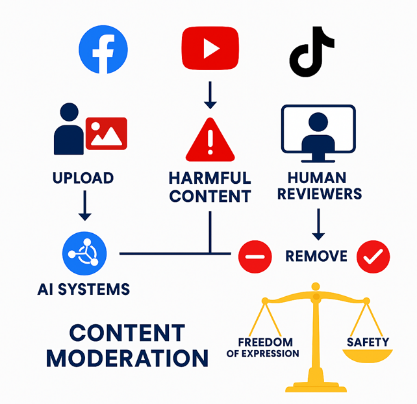 UPLOAD
HARMFUL
CONTENT
HUMAN
REVIEWERS
AI SYSTEMS
REMOVE
CONTENT
MODERATION
FREEDOM
OF EXPRESSION
SAFETY